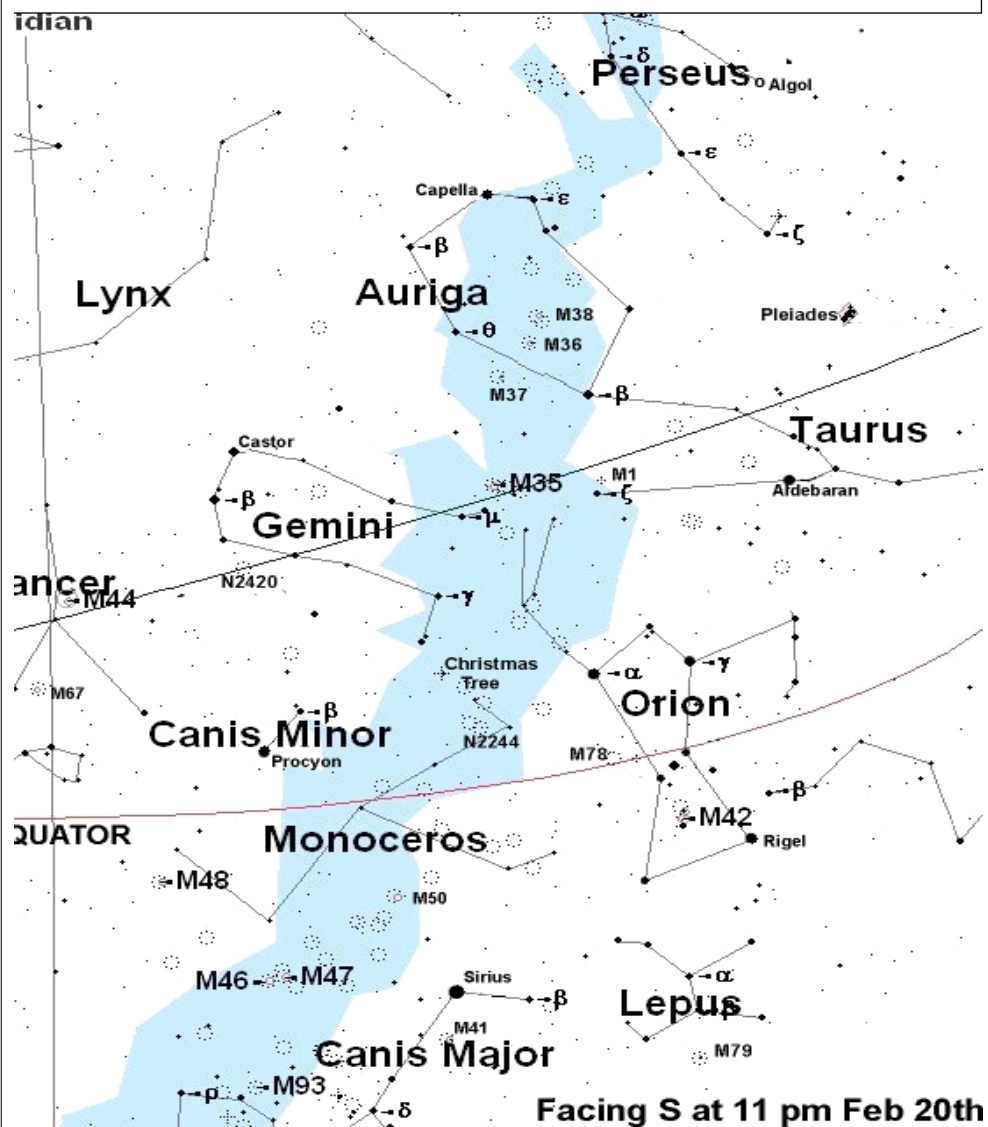 idian
α
δ
Perseus
Algol
ε
Capella
ε
ζ
β
Lynx
Auriga
M38
Pleiades
θ
M36
M37
β
Taurus
Castor
M35
M1
ζ
Aldebaran
β
Gemini
μ
N2420
ancer
M44
γ
Christmas
Tree
α
γ
M67
Orion
β
Canis Minor
N2244
M78
Procyon
β
M42
QUATOR
Monoceros
Rigel
M48
M50
M46
M47
Sirius
α
β
Lepus
β
M41
Canis Major
M79
M93
ρ
δ
Facing S at 11 pm Feb 20th